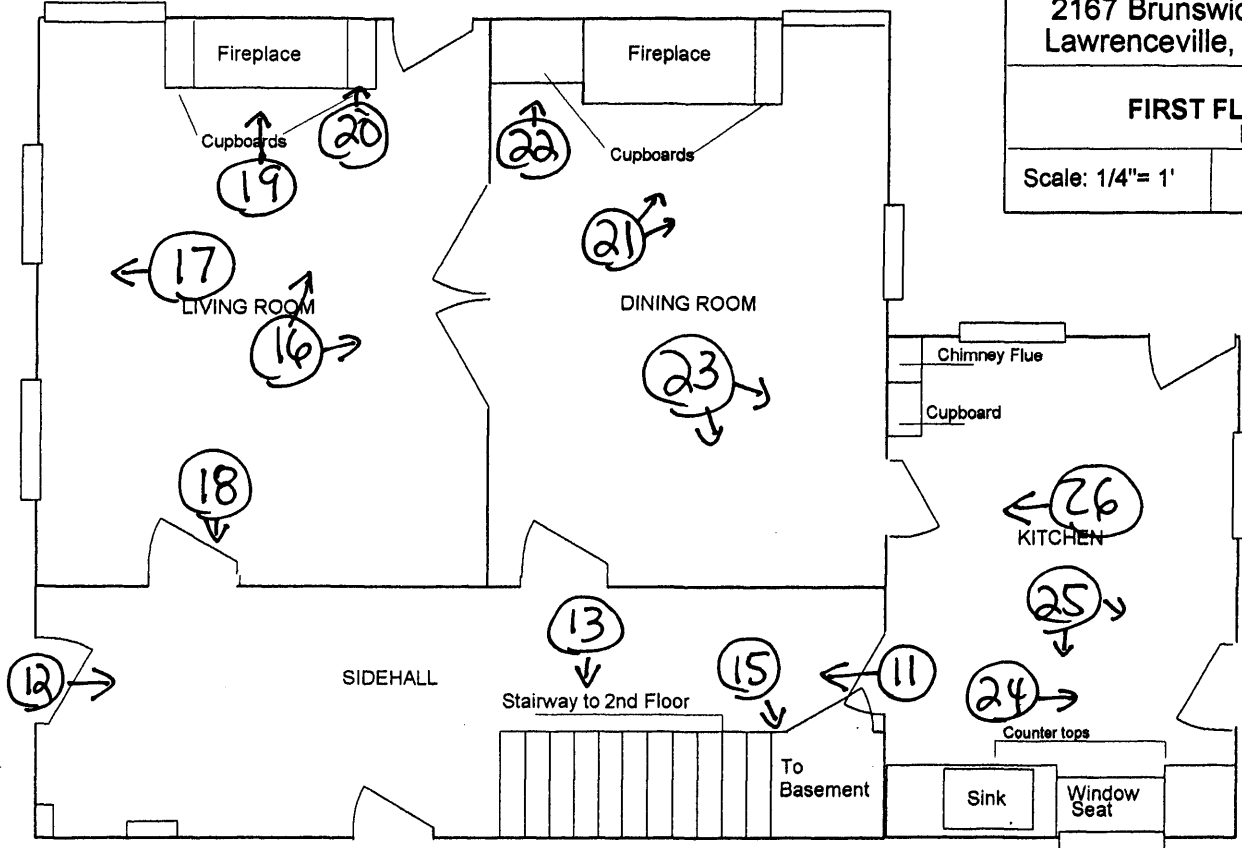 2167 Brunswic
Lawrenceville,
FIRST FL
Scale: 1/4"= 1'
Fireplace
Fireplace
Cupboards
20
22
Cupboards
19
21
17
LIVING ROOM
DINING ROOM
16
Chimney Flue
23
Cupboard
18
26
KITCHEN
25
13
15
11
12
SIDEHALL
24
Stairway to 2nd Floor
Counter tops
To
Basement
Sink
Window
Seat